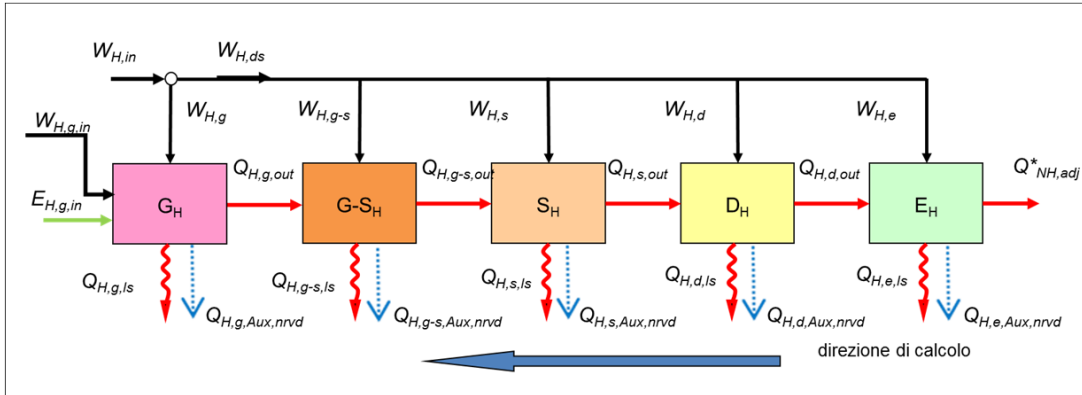 W_H,in W_H,ds
W_H,g W_H,g-s W_H,s W_H,d W_H,e
W_H,g,in
Q_H,g,out Q_H,g-s,out Q_H,s,out Q_H,d,out Q*_NH,adj
E_H,g,in
G_H G-S_H S_H D_H E_H
Q_H,g,ls Q_H,g-s,ls Q_H,s,ls Q_H,d,ls Q_H,e,ls
Q_H,g,Aux,nrvd Q_H,g-s,Aux,nrvd Q_H,s,Aux,nrvd Q_H,d,Aux,nrvd Q_H,e,Aux,nrvd
direzione di calcolo